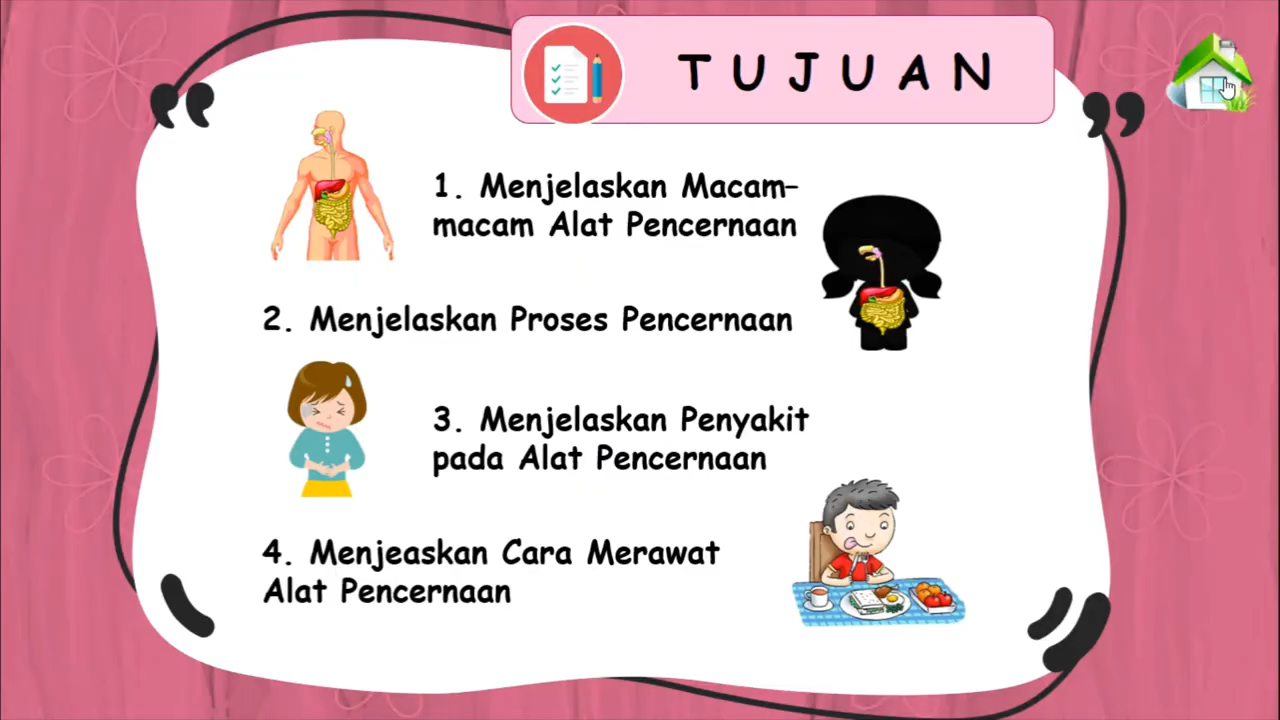 T U J U A N
1. Menjelaskan Macam-
macam Alat Pencernaan
2. Menjelaskan Proses Pencernaan
3. Menjelaskan Penyakit
pada Alat Pencernaan
4. Menjeaskan Cara Merawat
Alat Pencernaan